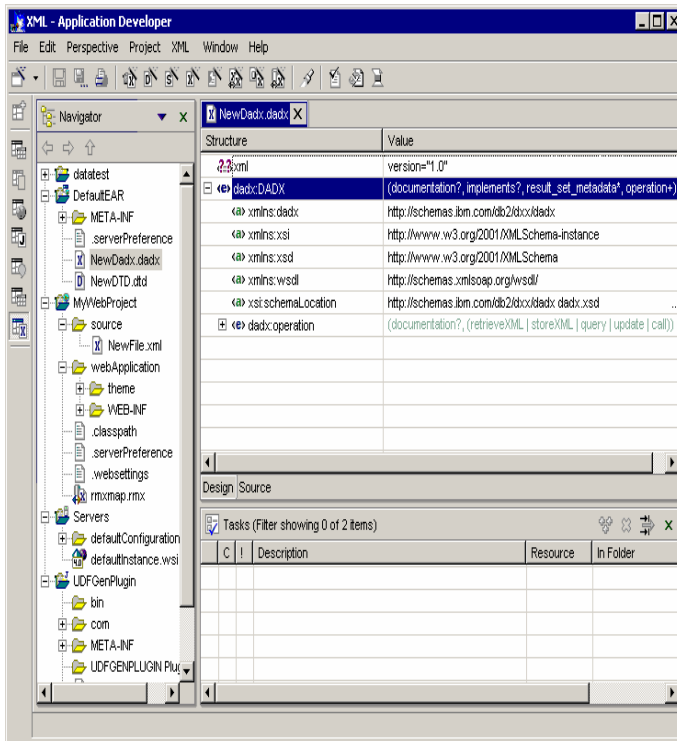 XML - Application Developer
File Edit Perspective Project XML Window Help
Navigator
datatest
DefaultEAR
META-INF
.serverPreference
NewDadx.dadx
NewDTD.dtd
MyWebProject
source
NewFile.xml
webApplication
theme
WEB-INF
.classpath
.serverPreference
.websettings
rmxmap.rmx
Servers
defaultConfiguration
defaultInstance.wsi
UDFGenPlugin
bin
com
META-INF
UDFGENPLUGIN
NewDadx.dadx
Structure Value
?.?xml version="1.0"
dadx:DADX (documentation?, implements?, result_set_metadata*, operation+)
xmlns:dadx http://schemas.ibm.com/db2/dxx/dadx
xmlns:xsi http://www.w3.org/2001/XMLSchema-instance
xmlns:xsd http://www.w3.org/2001/XMLSchema
xmlns:wsdl http://schemas.xmlsoap.org/wsdl/
xsi:schemaLocation http://schemas.ibm.com/db2/dxx/dadx dadx.xsd ..
dadx:operation (documentation?, (retrieveXML | storeXML | query | update | call))
Design Source
Tasks (Filter showing 0 of 2 items)
C ! Description Resource In Folder